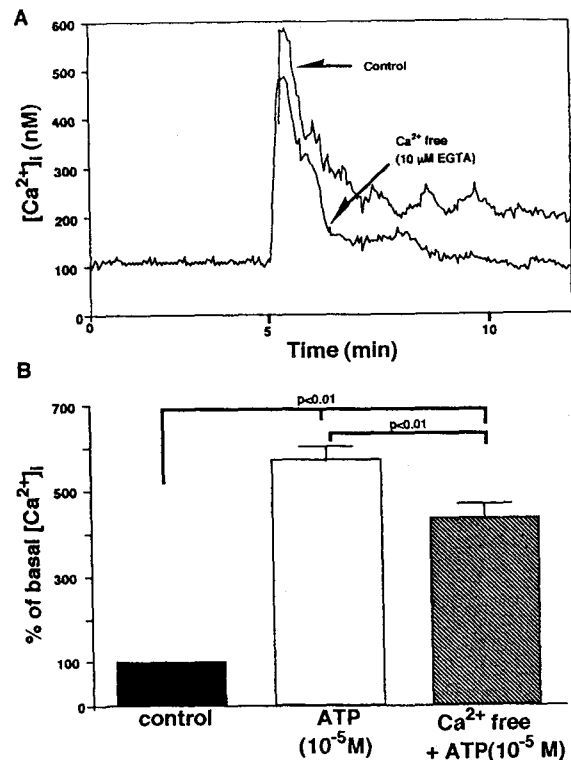 A
600
500
400
300
200
100
0
[Ca²⁺]i (nM)
Control
Ca²⁺ free
(10 µM EGTA)
0
5
10
Time (min)
B
700
500
300
100
0
% of basal [Ca²⁺]i
p<0.01
p<0.01
control
ATP
(10⁻⁵M)
Ca²⁺ free
+ ATP(10⁻⁵ M)